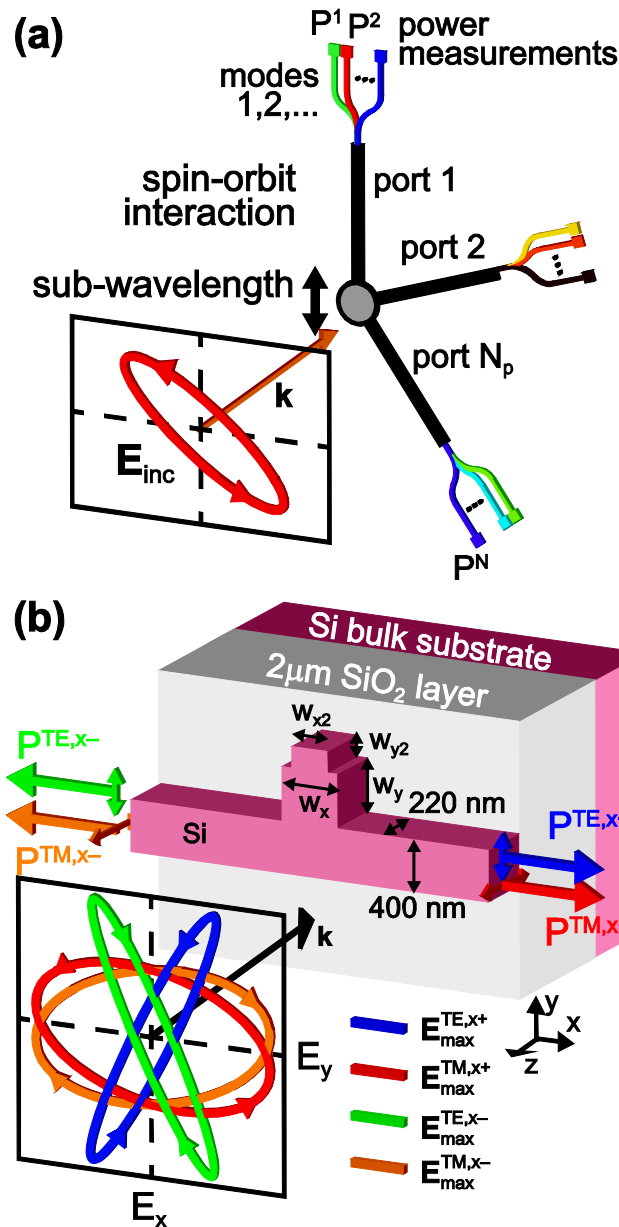 (a)
P¹ P² power
measurements
modes
1,2,...
spin-orbit
interaction
port 1
port 2
sub-wavelength
port Nₚ
k
E_inc
P^N
(b)
Si bulk substrate
2μm SiO₂ layer
w_x2
w_y2
P^TE,x–
w_y
w_x
220 nm
Si
P^TE,x
P^TM,x–
400 nm
P^TM,x
k
y
x
z
E_y
E_x
E_max^TE,x+
E_max^TM,x+
E_max^TE,x–
E_max^TM,x–